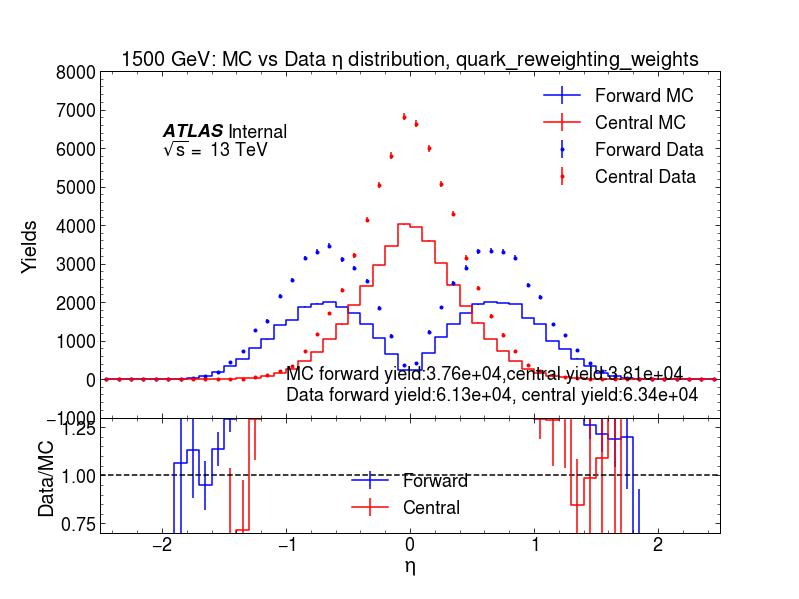 1500 GeV: MC vs Data η distribution, quark_reweighting_weights
8000
7000
6000
5000
4000
3000
2000
1000
0
−1000
Yields
ATLAS Internal
√s = 13 TeV
Forward MC
Central MC
Forward Data
Central Data
MC forward yield:3.76e+04,central yield:3.81e+04
Data forward yield:6.13e+04, central yield:6.34e+04
1.25
1.00
0.75
Data/MC
Forward
Central
−2
−1
0
1
2
η